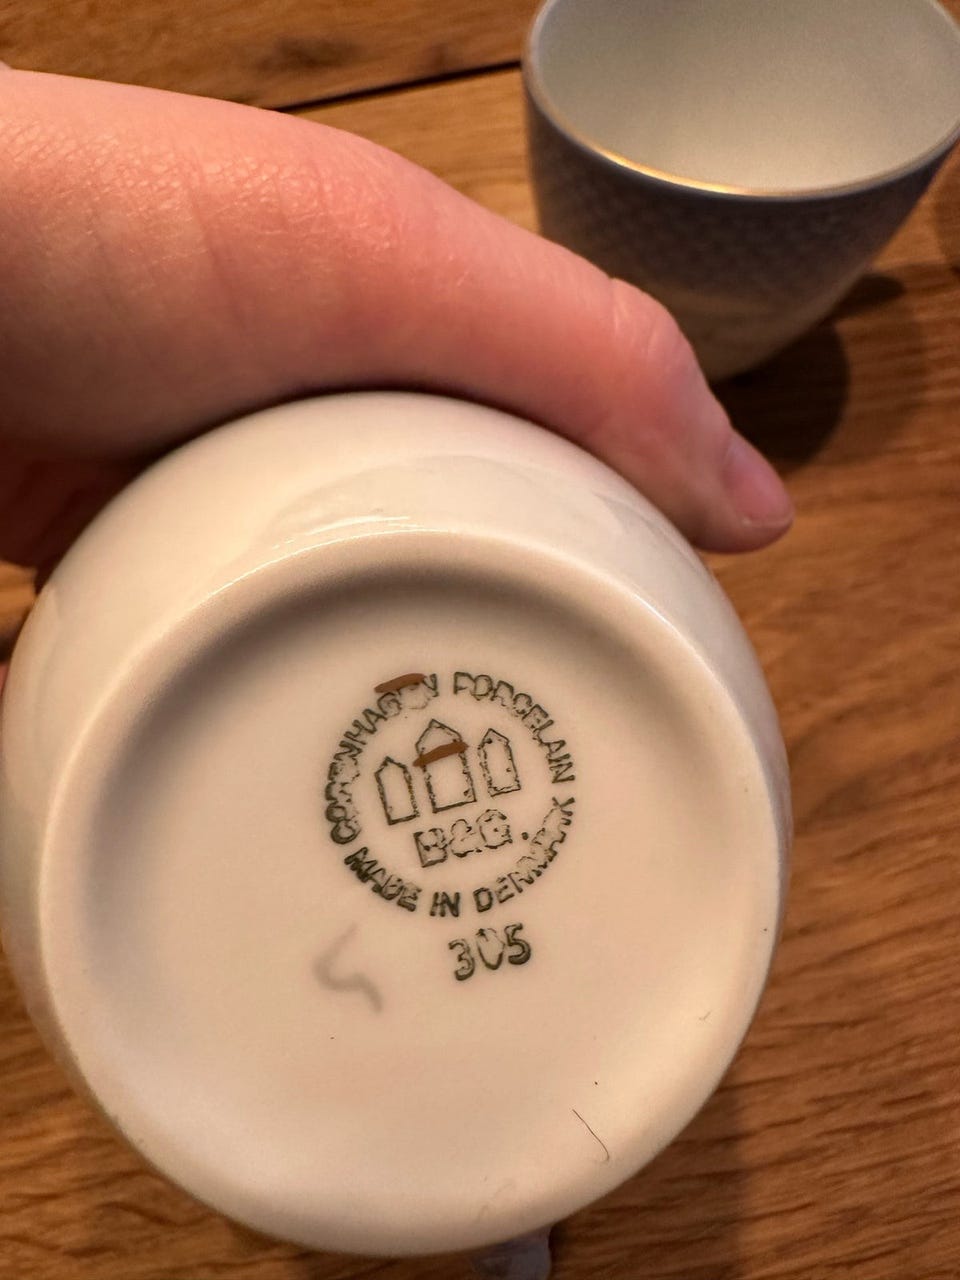 COPENHAGEN PORCELAIN
B&G.
MADE IN DENMARK
305